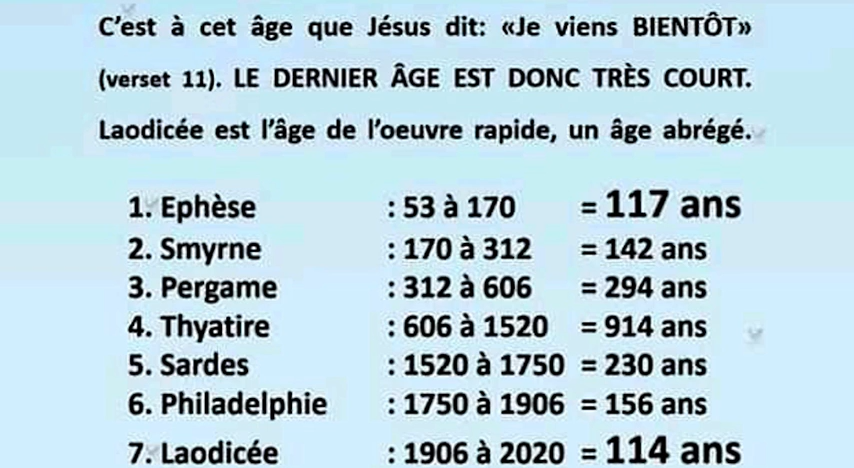 C'est à cet âge que Jésus dit: «Je viens BIENTÔT»
(verset 11). LE DERNIER ÂGE EST DONC TRÈS COURT.
Laodicée est l'âge de l'oeuvre rapide, un âge abrégé.
1. Ephèse : 53 à 170 = 117 ans
2. Smyrne : 170 à 312 = 142 ans
3. Pergame : 312 à 606 = 294 ans
4. Thyatire : 606 à 1520 = 914 ans
5. Sardes : 1520 à 1750 = 230 ans
6. Philadelphie : 1750 à 1906 = 156 ans
7. Laodicée : 1906 à 2020 = 114 ans